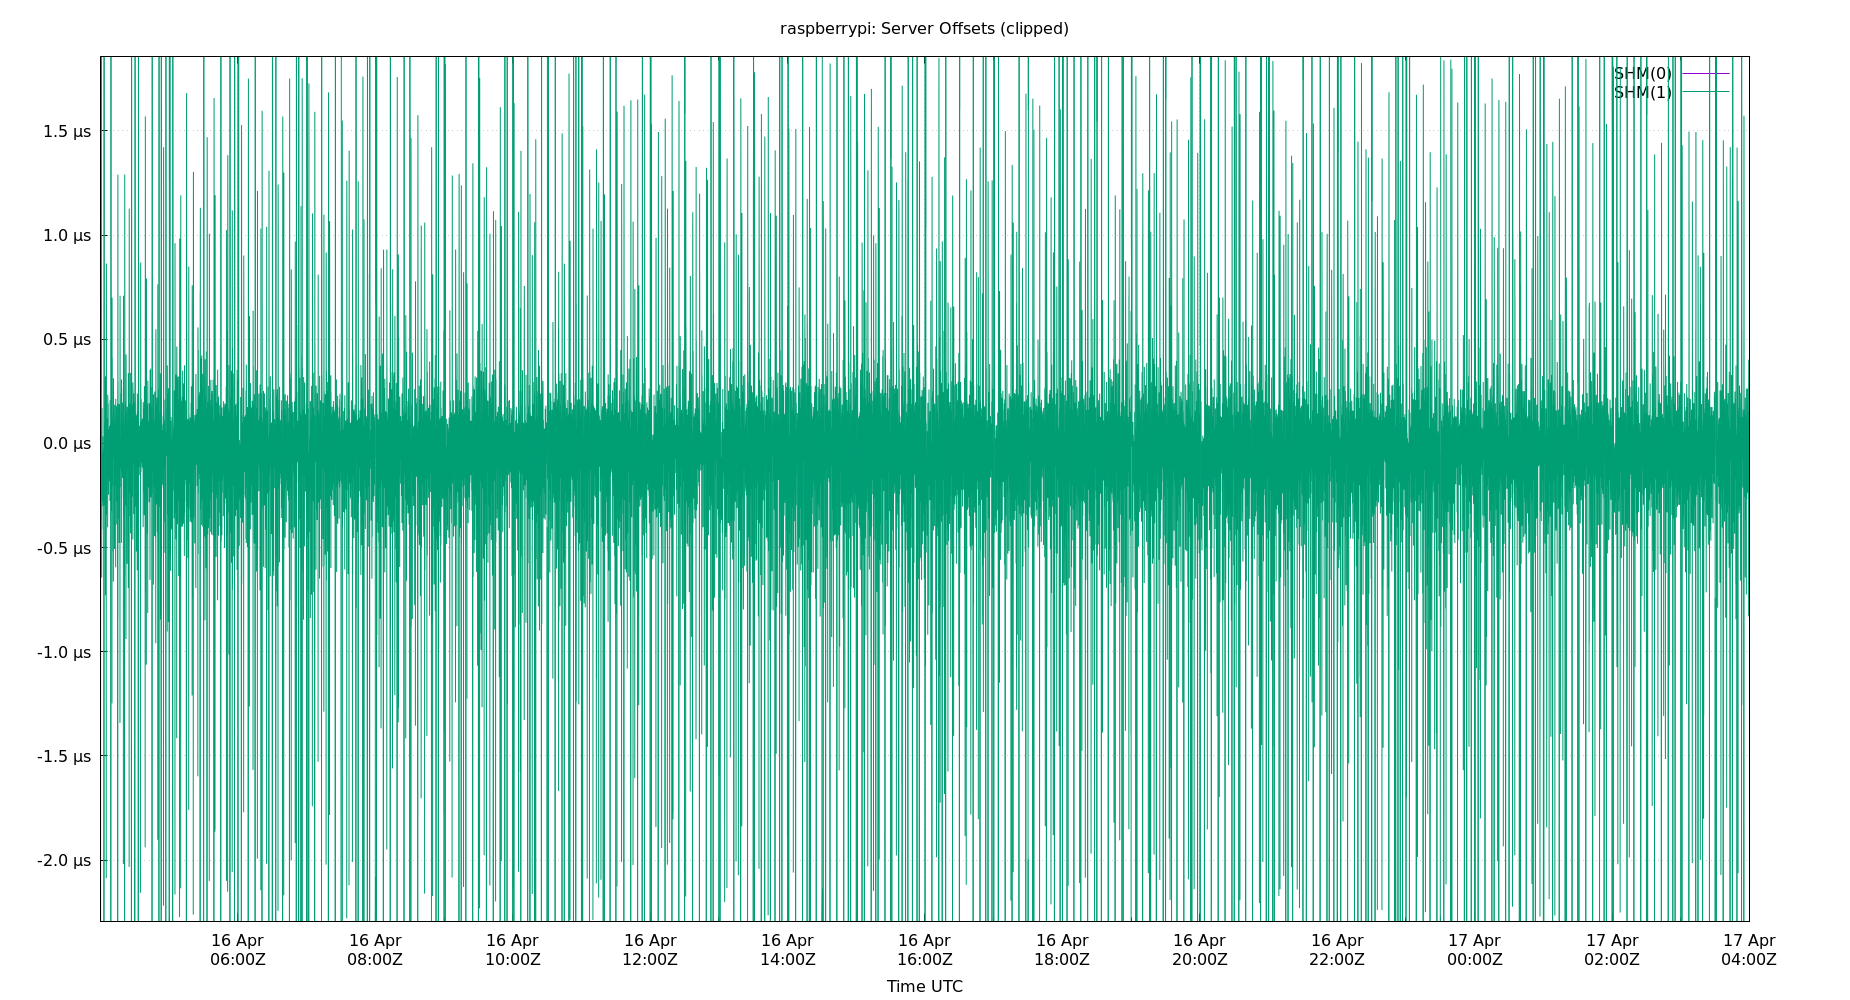 raspberrypi: Server Offsets (clipped)
SHM(0)
SHM(1)
1.5 µs
1.0 µs
0.5 µs
0.0 µs
-0.5 µs
-1.0 µs
-1.5 µs
-2.0 µs
16 Apr 16 Apr 16 Apr 16 Apr 16 Apr 16 Apr 16 Apr 16 Apr 16 Apr 17 Apr 17 Apr 17 Apr
06:00Z 08:00Z 10:00Z 12:00Z 14:00Z 16:00Z 18:00Z 20:00Z 22:00Z 00:00Z 02:00Z 04:00Z
Time UTC